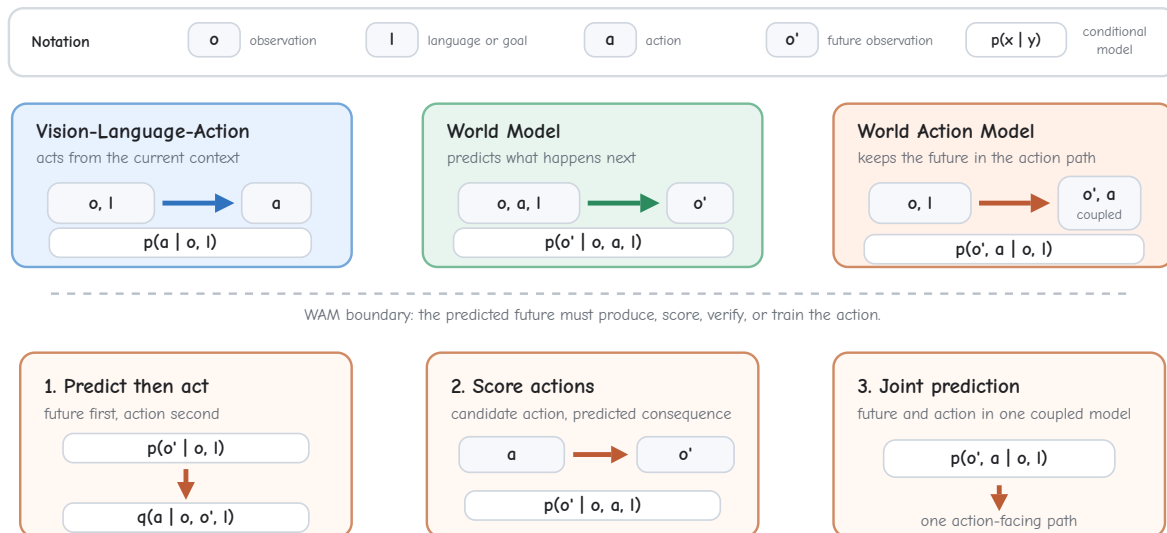 Notation
o observation
l language or goal
a action
o' future observation
p(x | y) conditional
model
Vision-Language-Action
acts from the current context
o, l
a
p(a | o, l)
World Model
predicts what happens next
o, a, l
o'
p(o' | o, a, l)
World Action Model
keeps the future in the action path
o, l
o', a
coupled
p(o', a | o, l)
WAM boundary: the predicted future must produce, score, verify, or train the action.
1. Predict then act
future first, action second
p(o' | o, l)
q(a | o, o', l)
2. Score actions
candidate action, predicted consequence
a
o'
p(o' | o, a, l)
3. Joint prediction
future and action in one coupled model
p(o', a | o, l)
one action-facing path